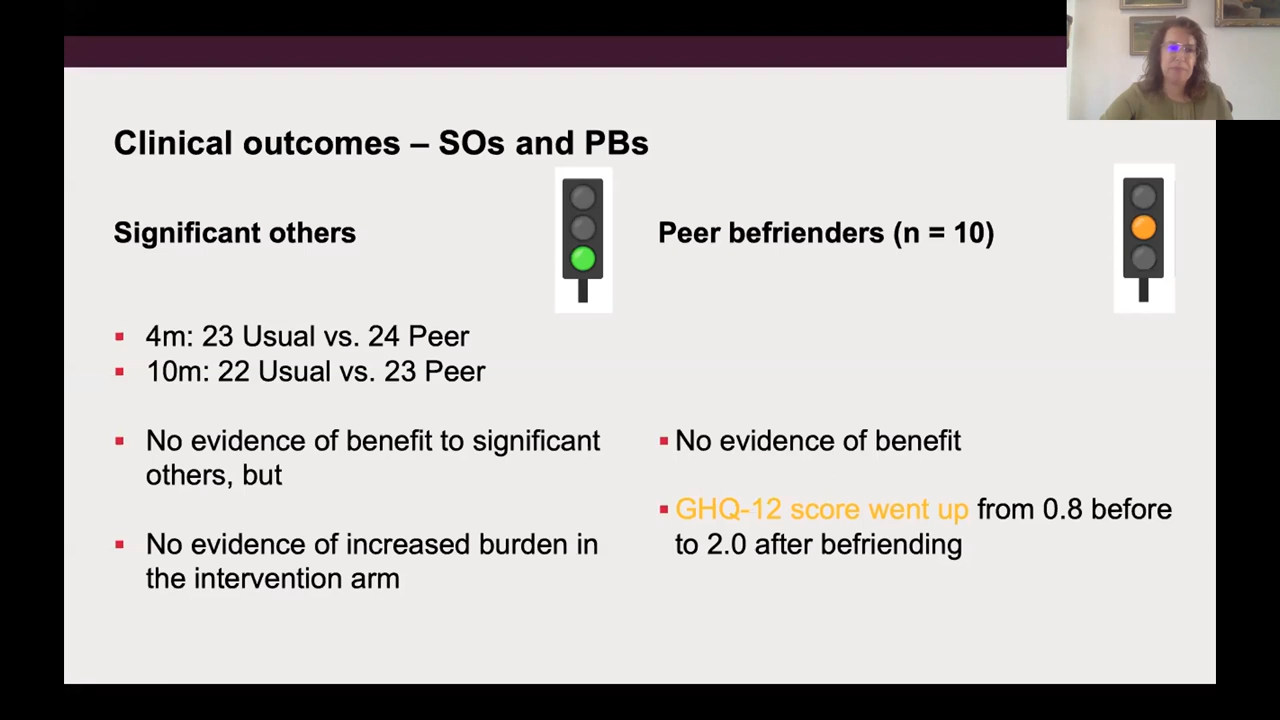 Clinical outcomes – SOs and PBs
Significant others
4m: 23 Usual vs. 24 Peer
10m: 22 Usual vs. 23 Peer
No evidence of benefit to significant
others, but
No evidence of increased burden in
the intervention arm
Peer befrienders (n = 10)
No evidence of benefit
GHQ-12 score went up from 0.8 before
to 2.0 after befriending